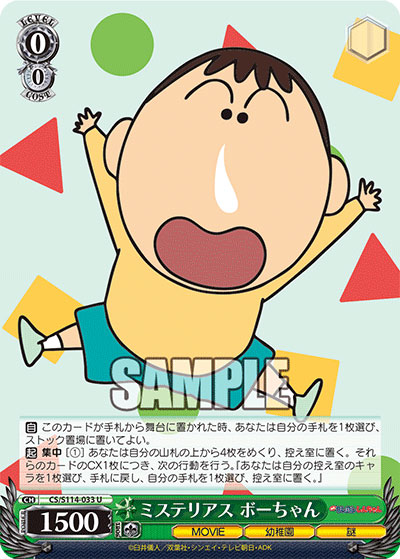 LEVEL
0
0
COST
SAMPLE
自 このカードが手札から舞台に置かれた時、あなたは自分の手札を1枚選び、
ストック置場に置いてよい。
起 集中 [①] あなたは自分の山札の上から4枚をめくり、控え室に置く。それ
らのカードのCX1枚につき、次の行動を行う。『あなたは自分の控え室のキャ
ラを1枚選び、手札に戻し、自分の手札を1枚選び、控え室に置く。』
CH CS/S114-033 U
1500
ミステリアス ボーちゃん
MOVIE 幼稚園 謎
©臼井儀人／双葉社・シンエイ・テレビ朝日・ADK